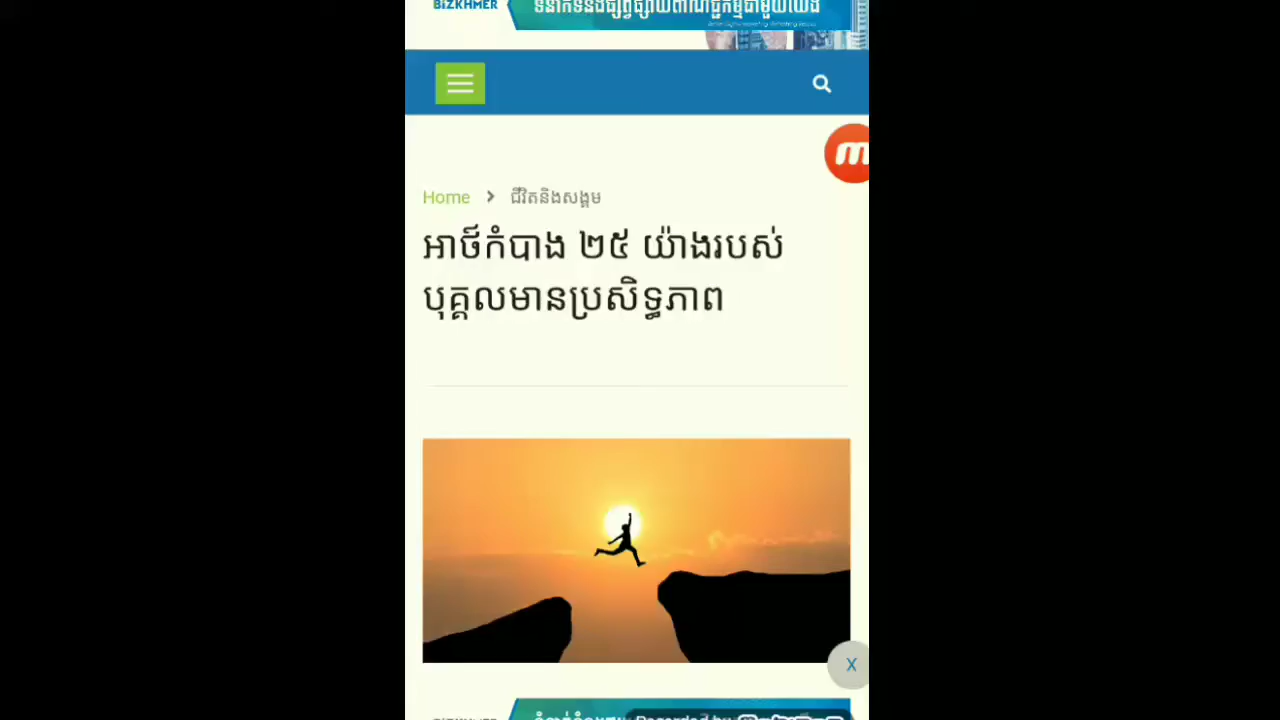 BIZKHMER
Home > ជីវិតនិងសង្គម
អាថ៍កំបាំង ២៥ យ៉ាងរបស់
បុគ្គលមានប្រសិទ្ធភាព
X